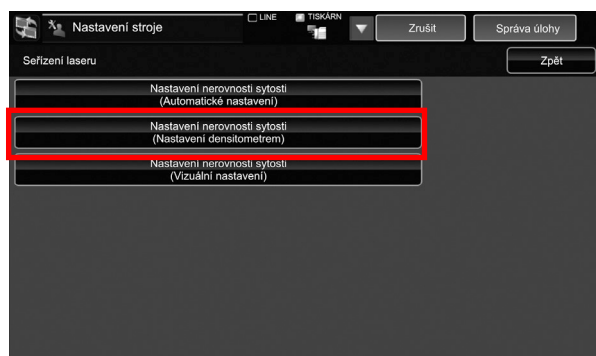 Nastavení stroje
LINE
TISKÁRN
Zrušit
Správa úlohy
Seřízení laseru
Zpět
Nastavení nerovnosti sytosti
(Automatické nastavení)
Nastavení nerovnosti sytosti
(Nastavení densitometrem)
Nastavení nerovnosti sytosti
(Vizuální nastavení)